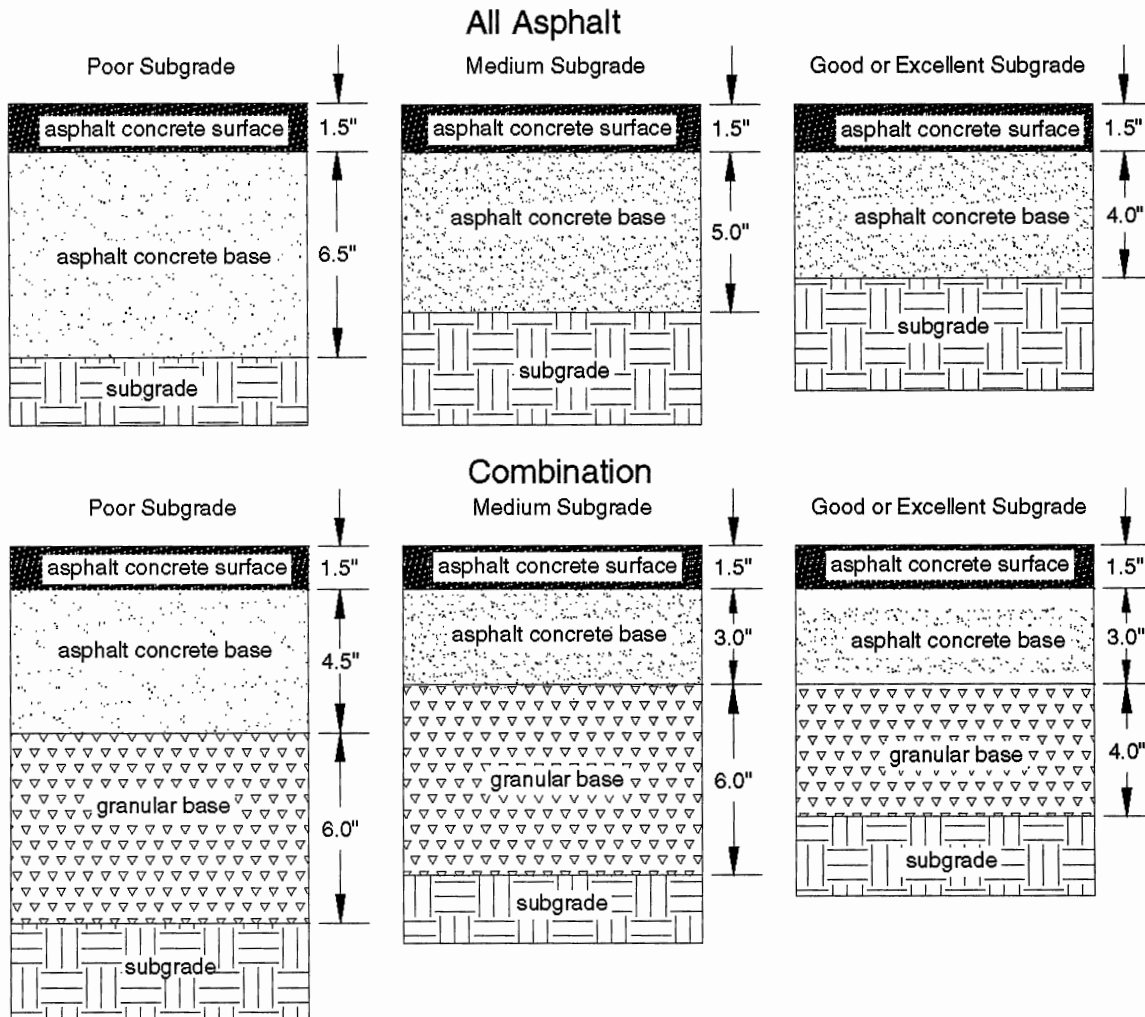 All Asphalt
Poor Subgrade
Medium Subgrade
Good or Excellent Subgrade
asphalt concrete surface
1.5"
asphalt concrete surface
1.5"
asphalt concrete surface
1.5"
asphalt concrete base
6.5"
asphalt concrete base
5.0"
asphalt concrete base
4.0"
subgrade
subgrade
subgrade
Combination
Poor Subgrade
Medium Subgrade
Good or Excellent Subgrade
asphalt concrete surface
1.5"
asphalt concrete surface
1.5"
asphalt concrete surface
1.5"
asphalt concrete base
4.5"
asphalt concrete base
3.0"
asphalt concrete base
3.0"
granular base
6.0"
granular base
6.0"
granular base
4.0"
subgrade
subgrade
subgrade